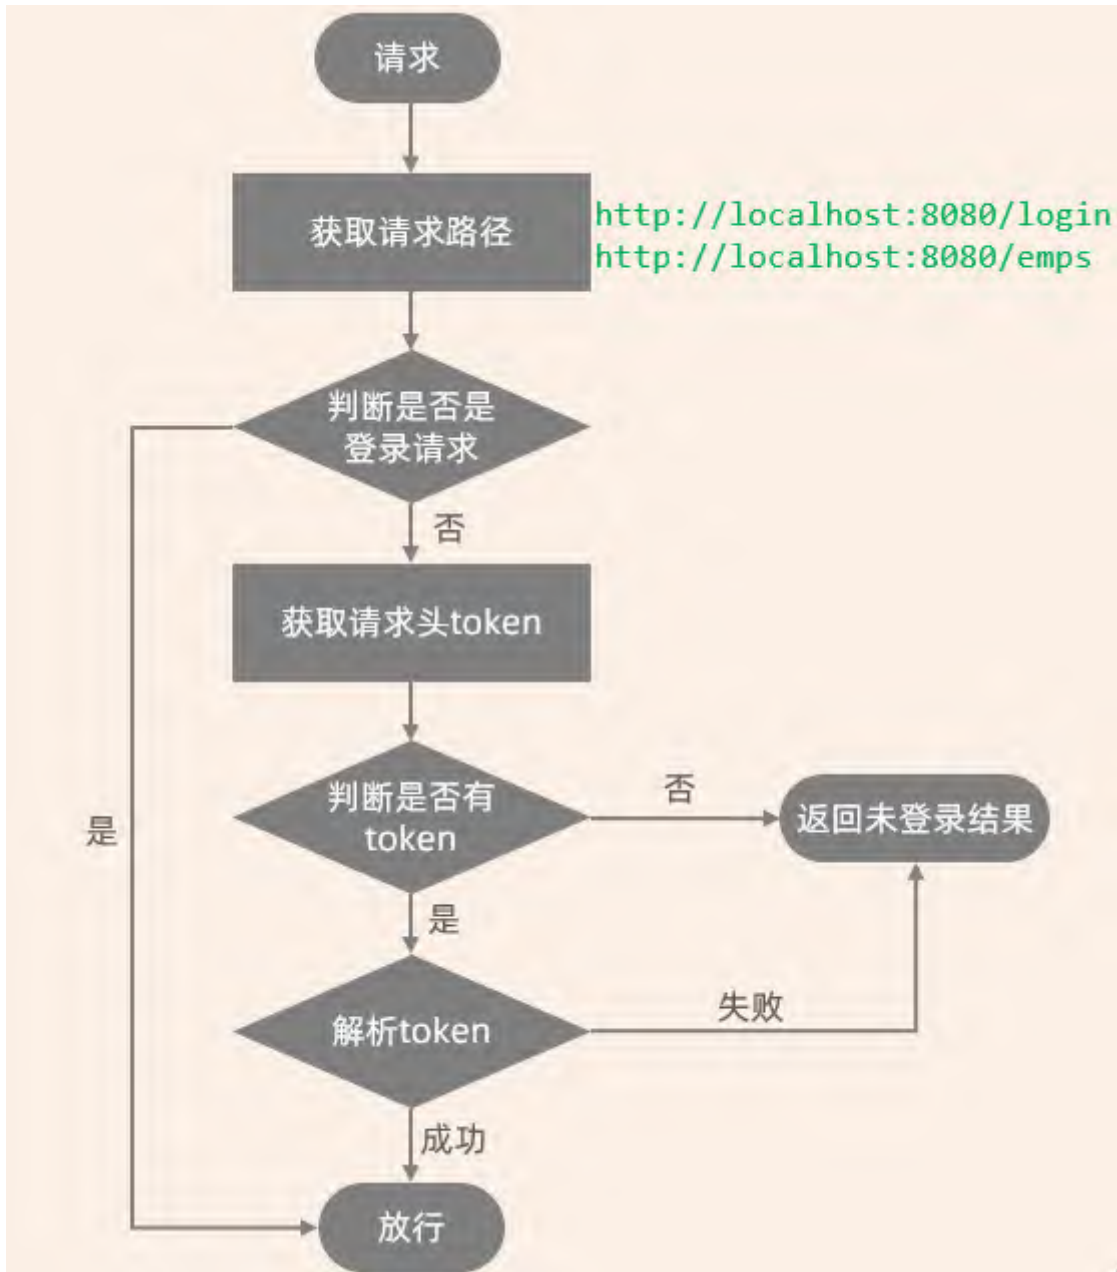 请求
获取请求路径
http://localhost:8080/login
http://localhost:8080/emps
判断是否是
登录请求
否
获取请求头token
判断是否有
token
否
返回未登录结果
是
是
解析token
失败
成功
放行